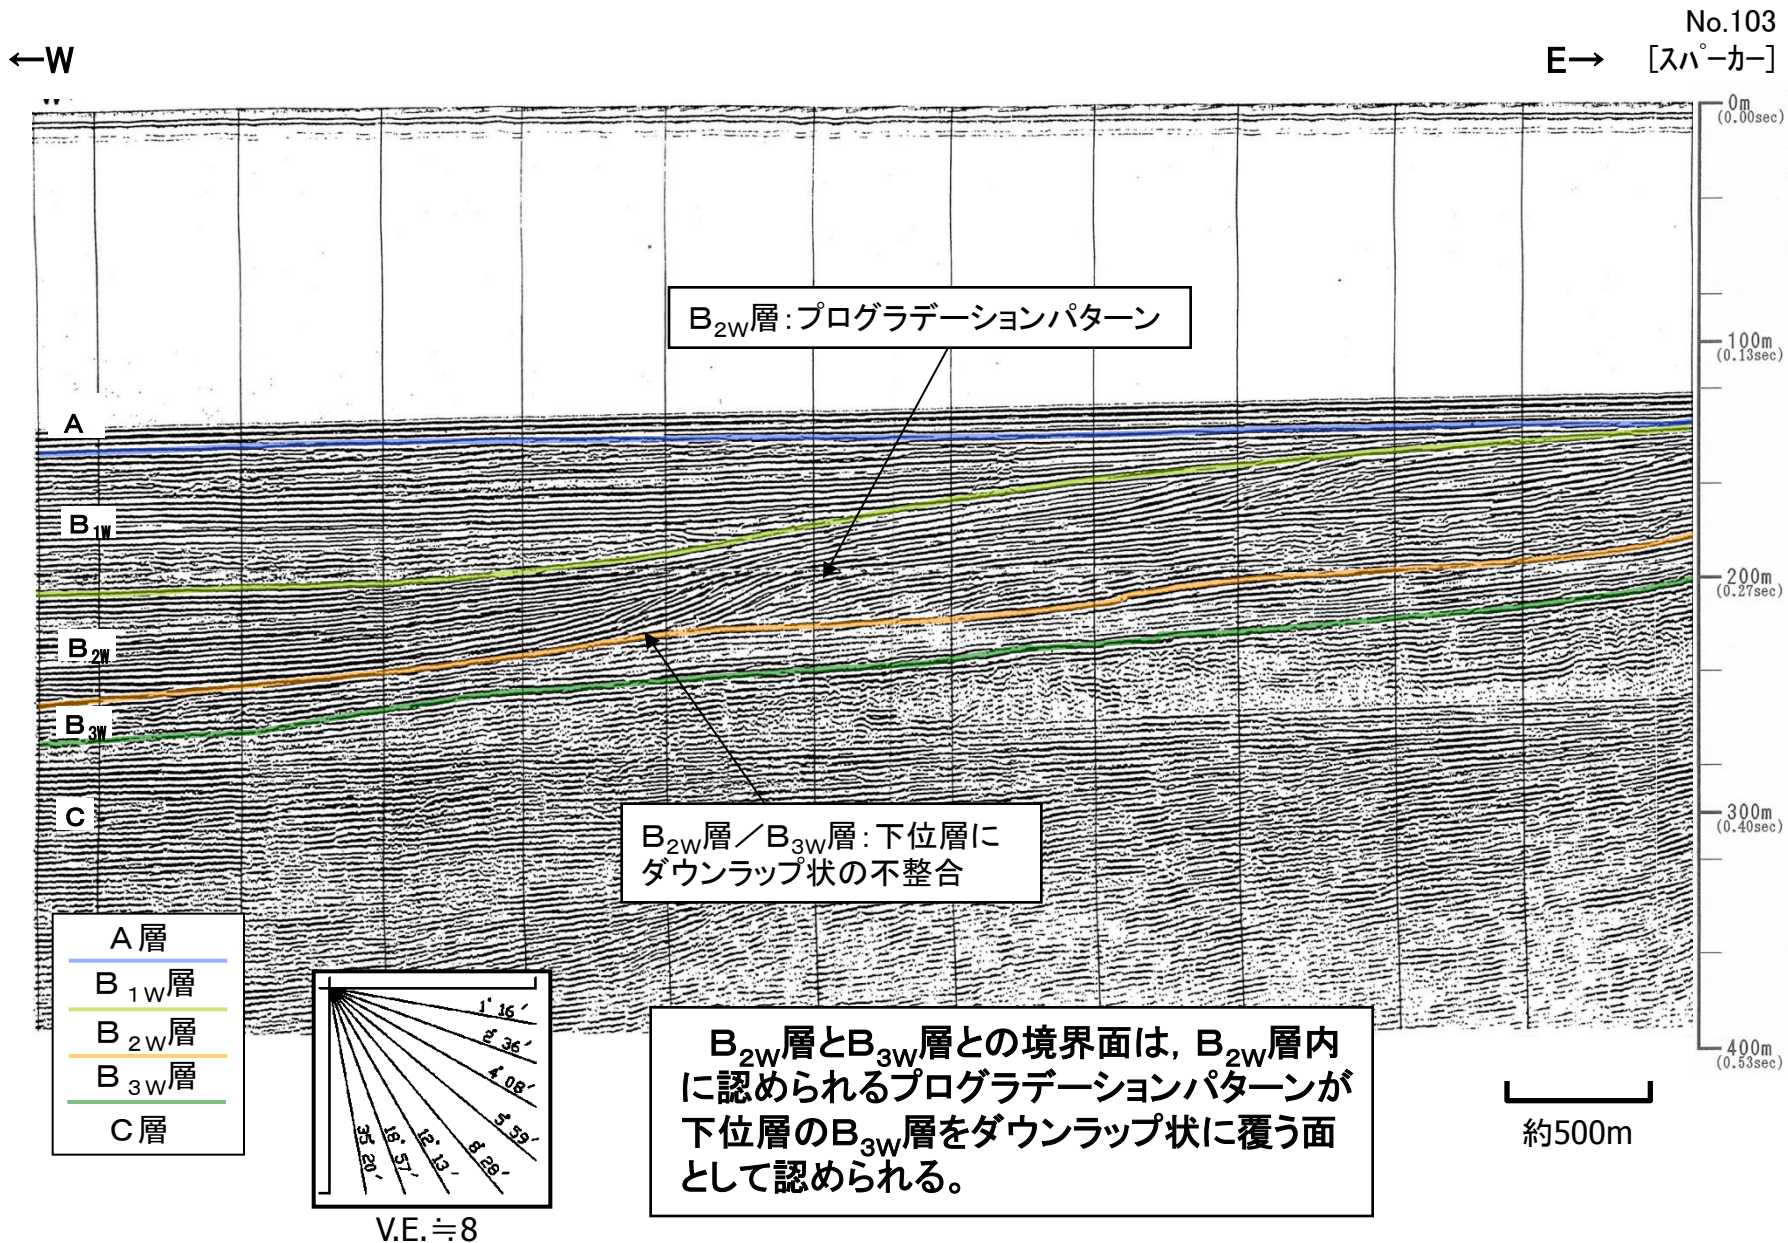 No.103
←W
E→ [スパーカー]
W
0m
(0.00sec)
B₂W層:プログラデーションパターン
100m
(0.13sec)
A
B₁W
200m
(0.27sec)
B₂W
B₃W
C
300m
(0.40sec)
B₂W層／B₃W層:下位層に
ダウンラップ状の不整合
A層
B₁W層
B₂W層
B₃W層
C層
1°16′
2°36′
4°08′
5°59′
8°28′
12°13′
18°57′
35°20′
V.E.≒8
B₂W層とB₃W層との境界面は，B₂W層内
に認められるプログラデーションパターンが
下位層のB₃W層をダウンラップ状に覆う面
として認められる。
400m
(0.53sec)
約500m